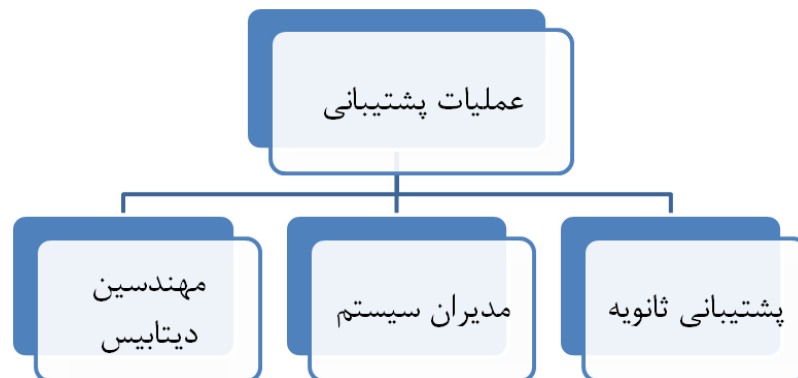 عملیات پشتیبانی
پشتیبانی ثانویه
مدیران سیستم
مهندسین
دیتابیس